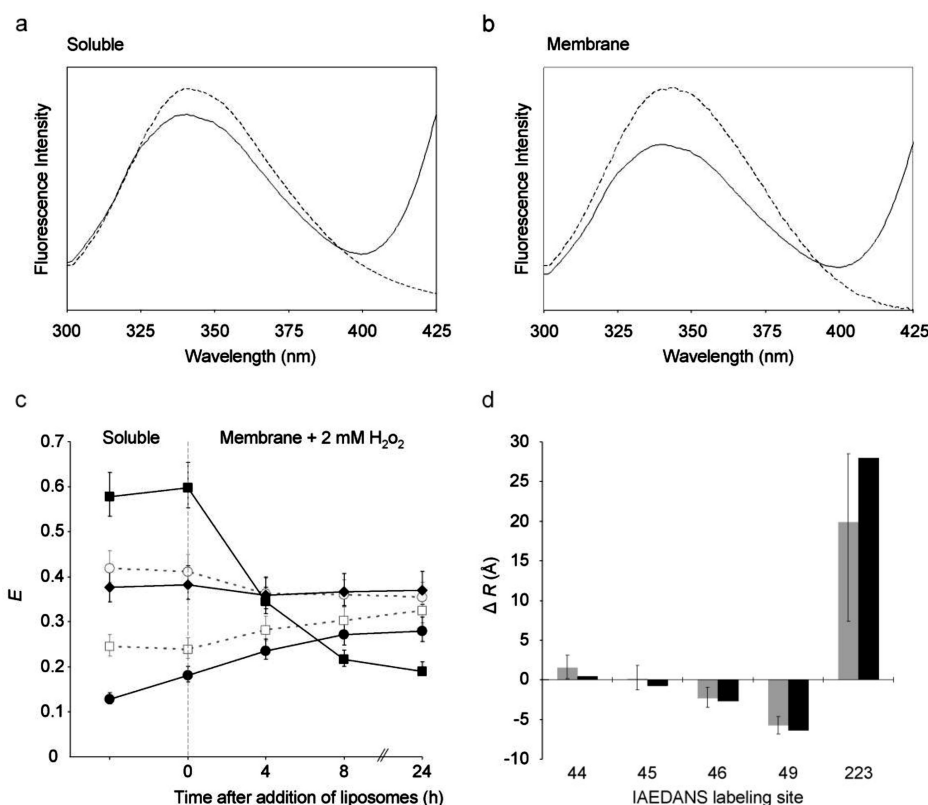 a
Soluble
Fluorescence Intensity
300 325 350 375 400 425
Wavelength (nm)
b
Membrane
Fluorescence Intensity
300 325 350 375 400 425
Wavelength (nm)
c
Soluble Membrane + 2 mM H₂o₂
E
0.7
0.6
0.5
0.4
0.3
0.2
0.1
0
0 4 8 24
Time after addition of liposomes (h)
d
Δ R (Å)
30
25
20
15
10
5
0
-5
-10
44 45 46 49 223
IAEDANS labeling site